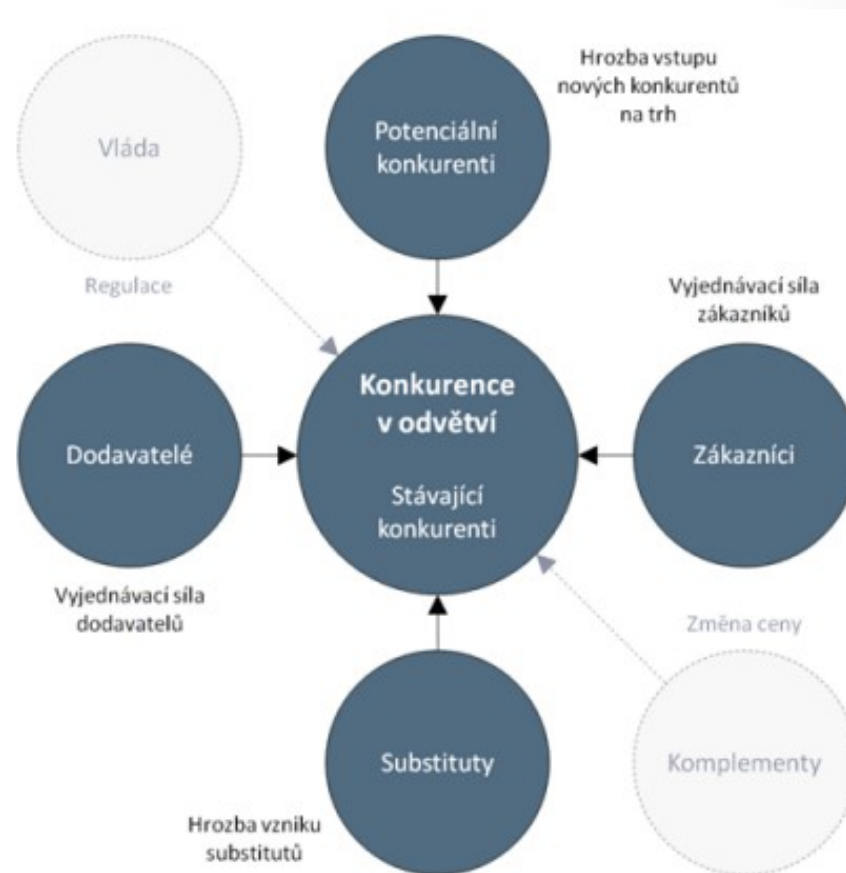 Hrozba vstupu
nových konkurentů
na trh
Potenciální
konkurenti
Vláda
Regulace
Vyjednávací síla
zákazníků
Konkurence
v odvětví
Stávající
konkurenti
Dodavatelé
Zákazníci
Vyjednávací síla
dodavatelů
Změna ceny
Substituty
Komplementy
Hrozba vzniku
substitutů